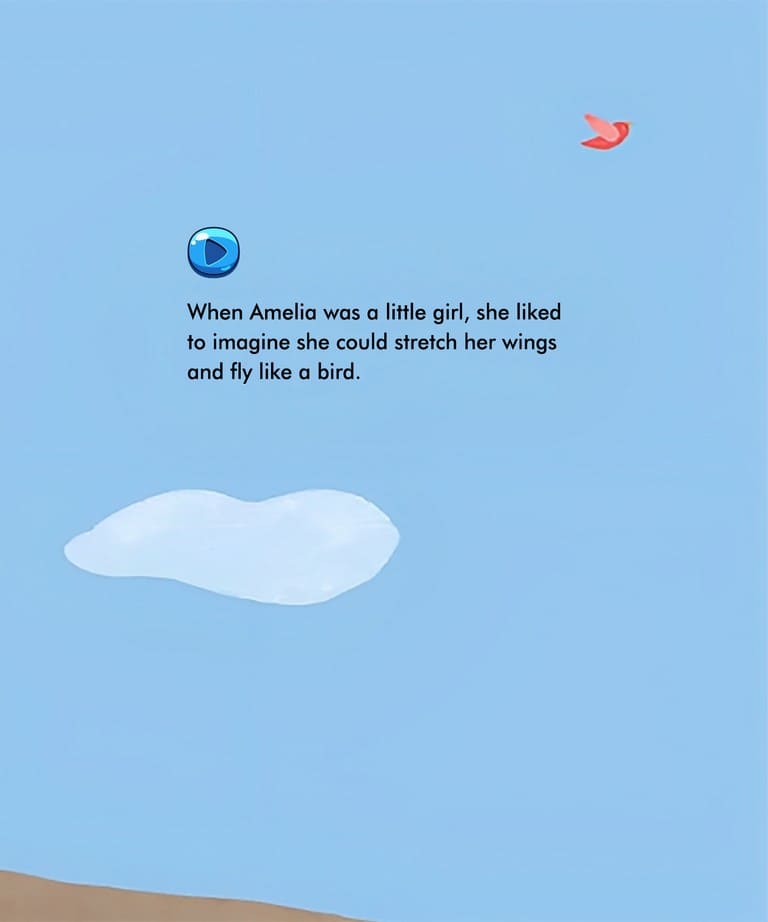 When Amelia was a little girl, she liked
to imagine she could stretch her wings
and fly like a bird.